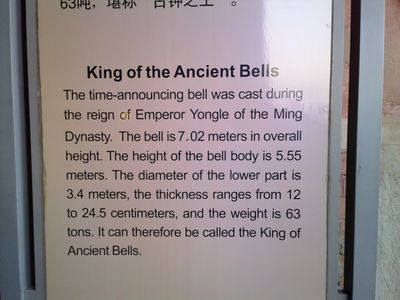 63吨，堪称"古钟之王"。
King of the Ancient Bells
The time-announcing bell was cast during
the reign of Emperor Yongle of the Ming
Dynasty. The bell is 7.02 meters in overall
height. The height of the bell body is 5.55
meters. The diameter of the lower part is
3.4 meters, the thickness ranges from 12
to 24.5 centimeters, and the weight is 63
tons. It can therefore be called the King of
Ancient Bells.